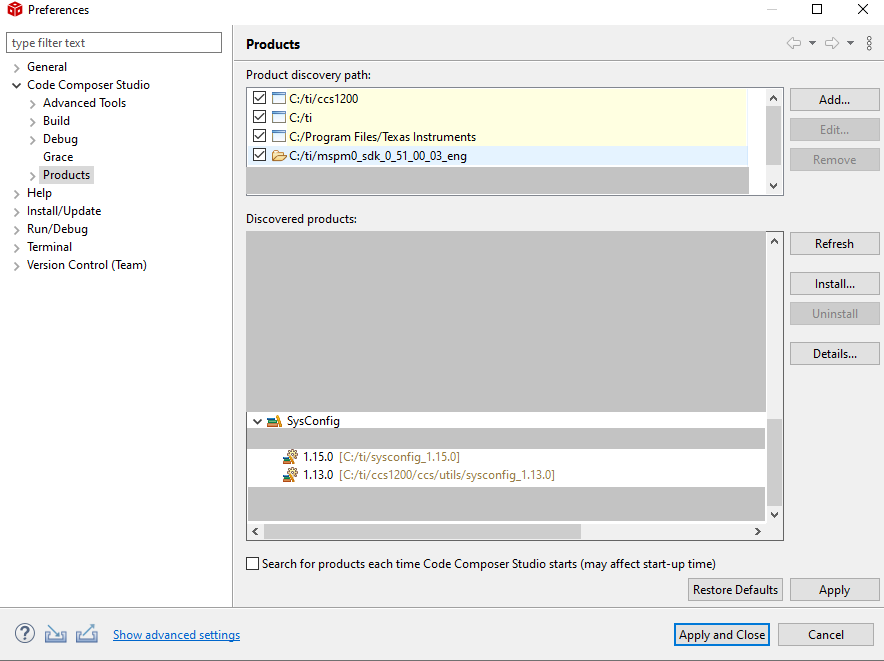 Preferences
type filter text
General
Code Composer Studio
Advanced Tools
Build
Debug
Grace
Products
Help
Install/Update
Run/Debug
Terminal
Version Control (Team)
Products
Product discovery path:
C:/ti/ccs1200
C:/ti
C:/Program Files/Texas Instruments
C:/ti/mspm0_sdk_0_51_00_03_eng
Add...
Edit...
Remove
Discovered products:
SysConfig
1.15.0 [C:/ti/sysconfig_1.15.0]
1.13.0 [C:/ti/ccs1200/ccs/utils/sysconfig_1.13.0]
Refresh
Install...
Uninstall
Details...
Search for products each time Code Composer Studio starts (may affect start-up time)
Restore Defaults
Apply
? Show advanced settings
Apply and Close
Cancel